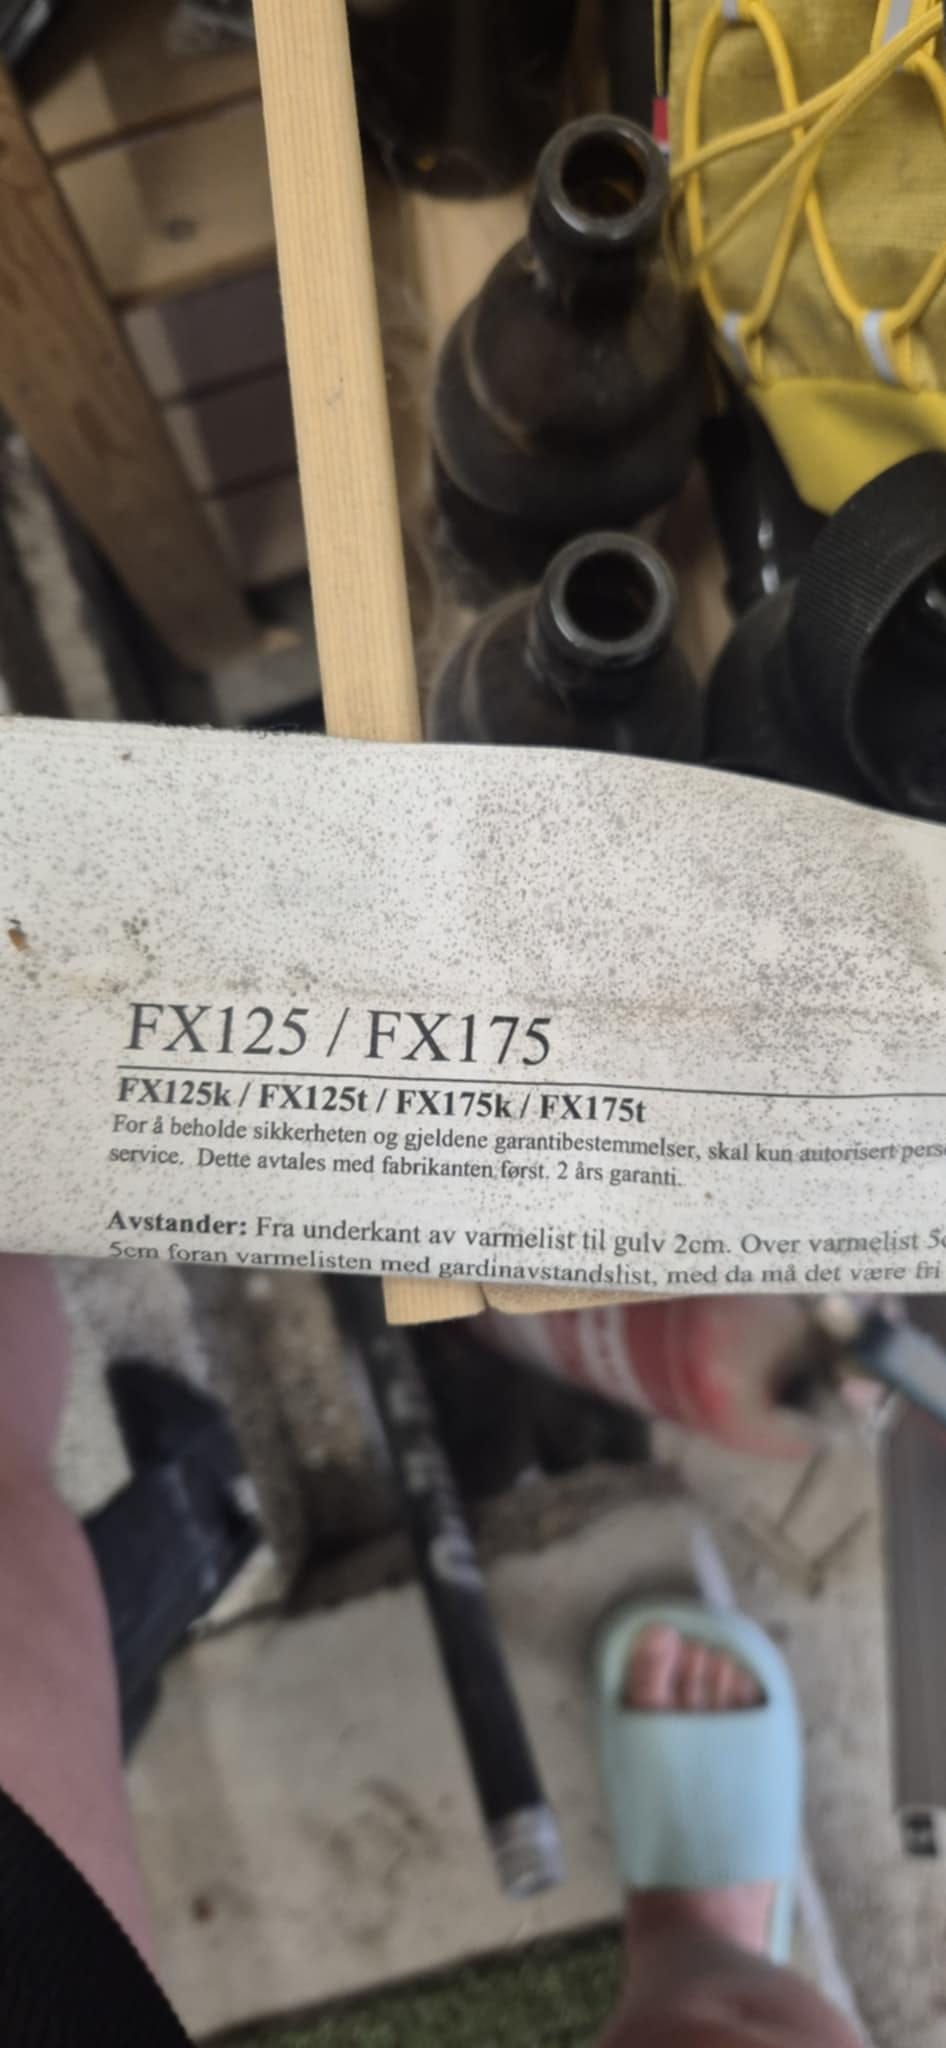 FX125 / FX175
FX125k / FX125t / FX175k / FX175t
For å beholde sikkerheten og gjeldene garantibestemmelser, skal kun autorisert
service. Dette avtales med fabrikanten først. 2 års garanti.
Avstander: Fra underkant av varmelist til gulv 2cm. Over varmelist
5cm foran varmelisten med gardinavstandslist, med da må det være fri